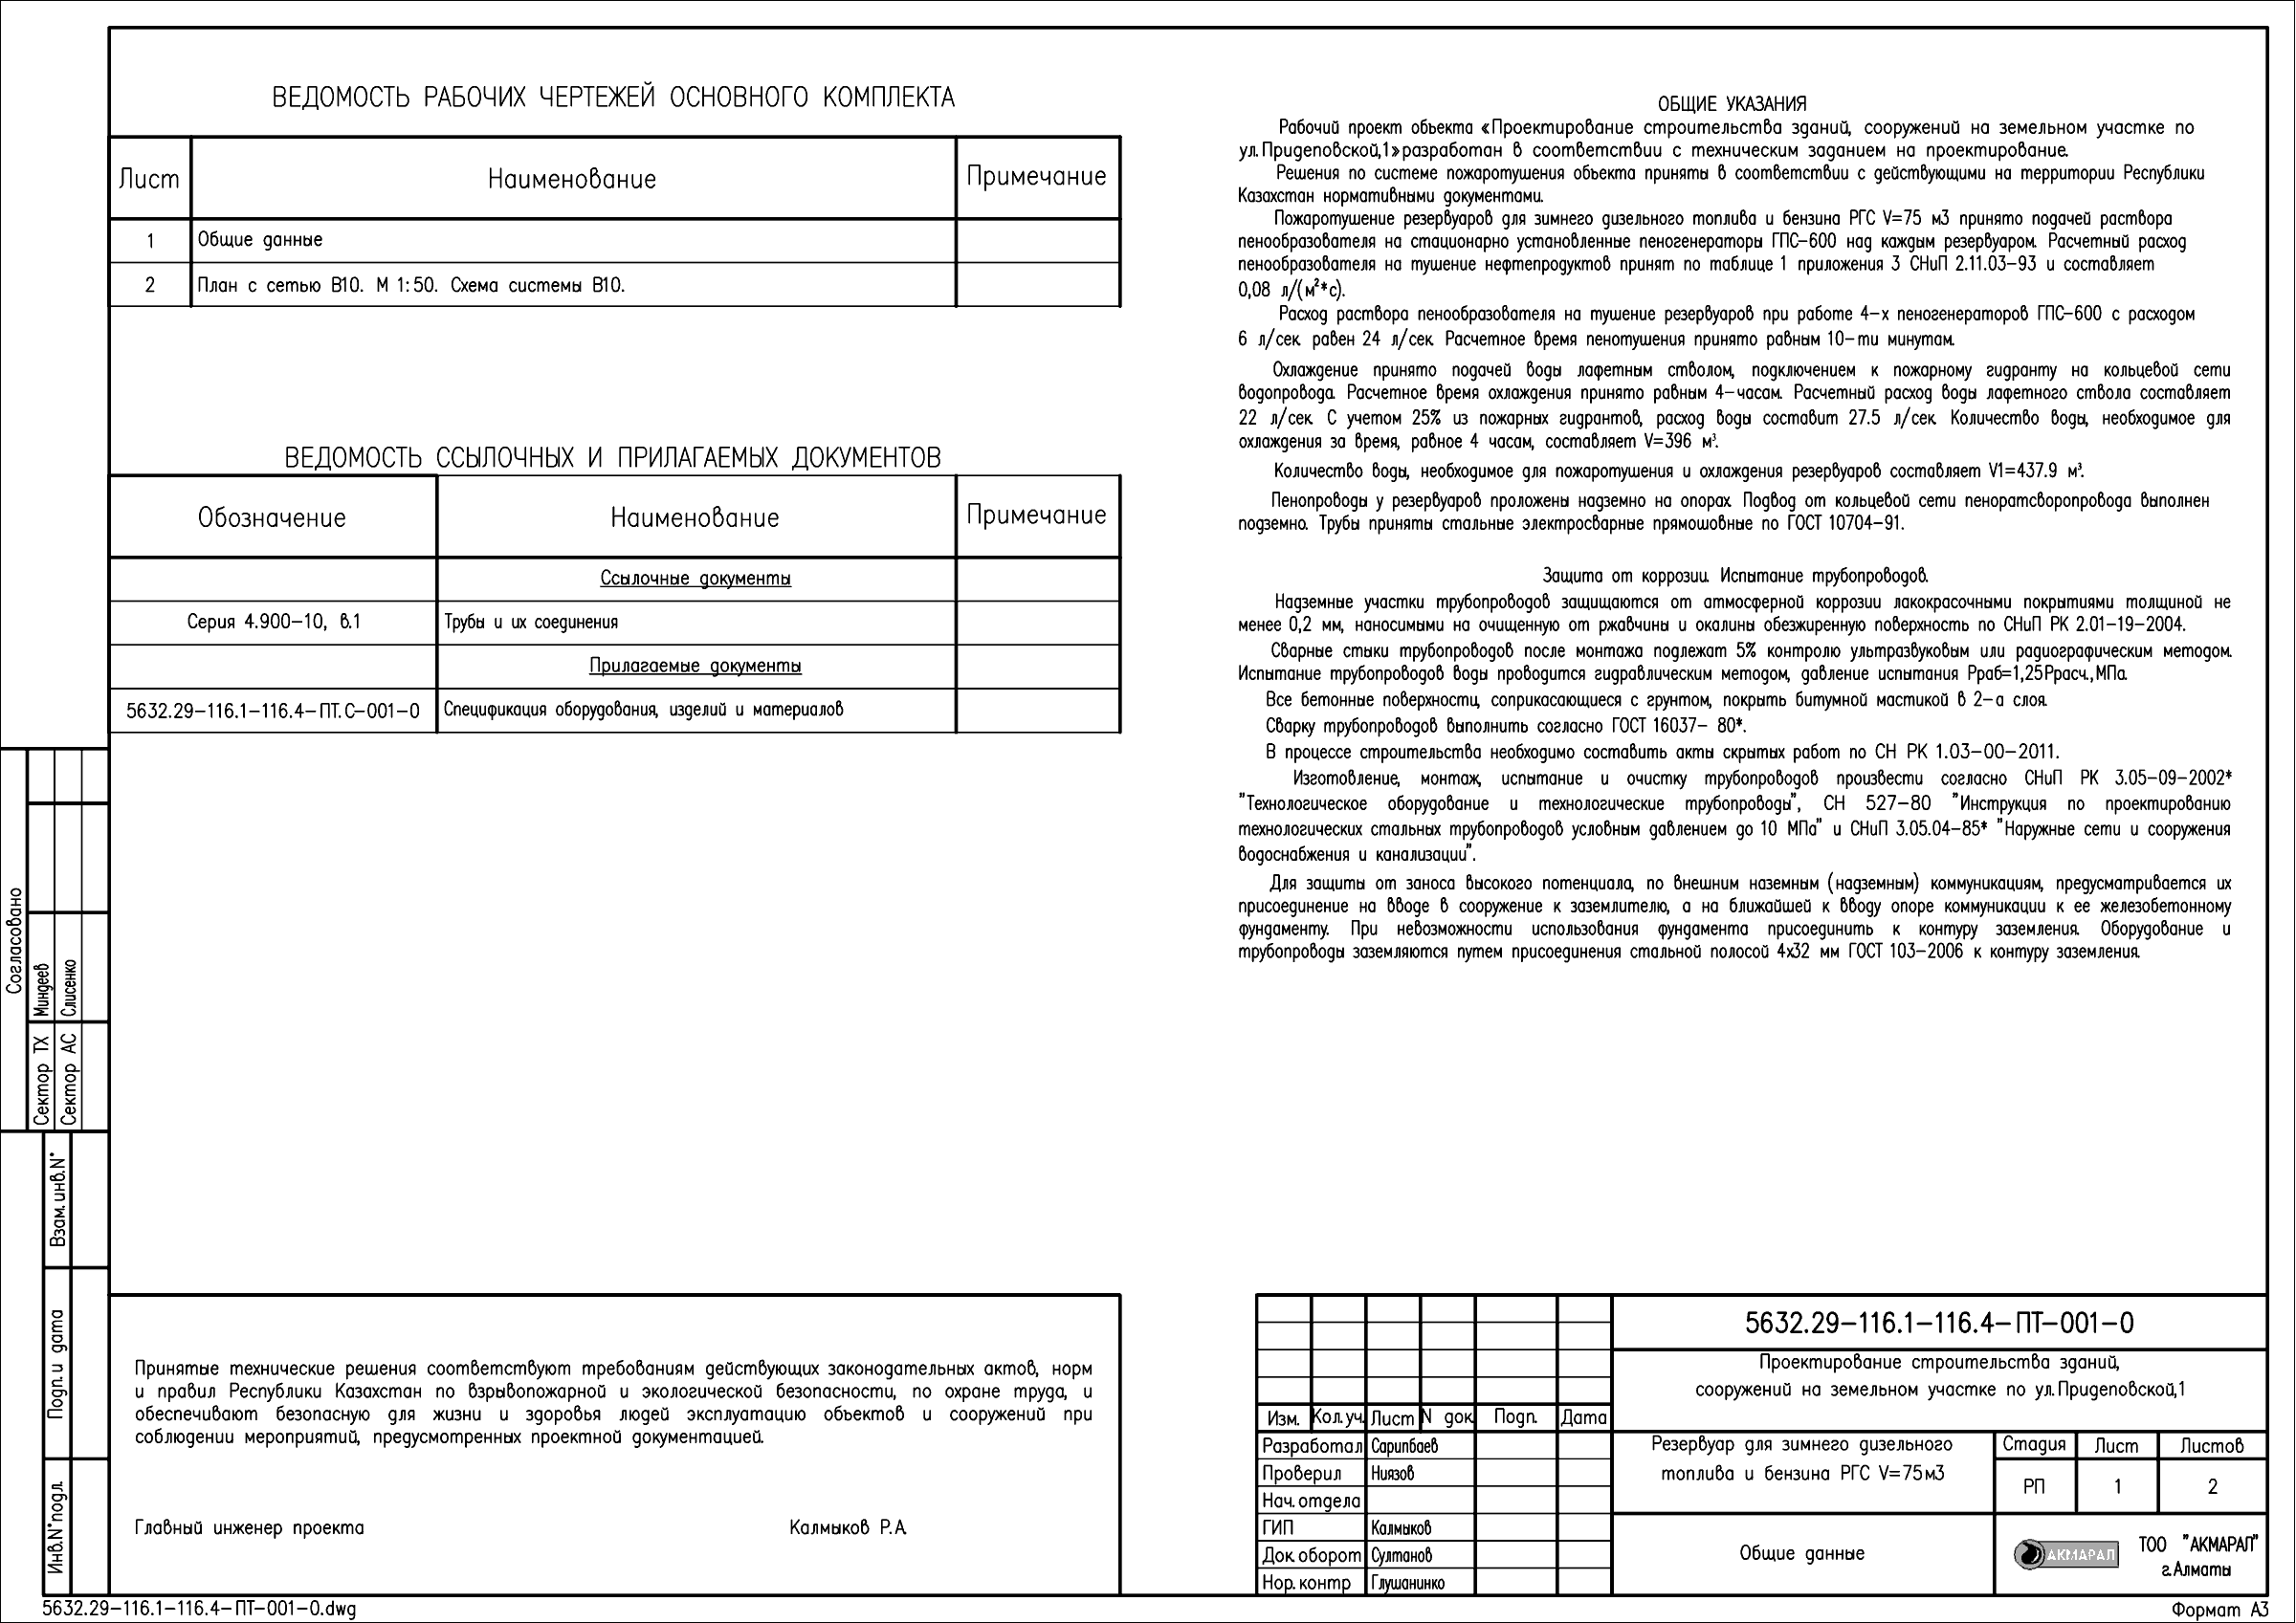 ВЕДОМОСТЬ РАБОЧИХ ЧЕРТЕЖЕЙ ОСНОВНОГО КОМПЛЕКТА
Лист Наименование Примечание
1 Общие данные
2 План с сетью В10. М 1:50. Схема системы В10.
ВЕДОМОСТЬ ССЫЛОЧНЫХ И ПРИЛАГАЕМЫХ ДОКУМЕНТОВ
Обозначение Наименование Примечание
Ссылочные документы
Серия 4.900-10, в.1 Трубы и их соединения
Прилагаемые документы
5632.29-116.1-116.4-ПТ.С-001-0 Спецификация оборудования, изделий и материалов
ОБЩИЕ УКАЗАНИЯ
Рабочий проект объекта «Проектирование строительства зданий, сооружений на земельном участке по
ул.Придеповской,1»разработан в соответствии с техническим заданием на проектирование.
Решения по системе пожаротушения объекта приняты в соответствии с действующими на территории Республики
Казахстан нормативными документами.
Пожаротушение резервуаров для зимнего дизельного топлива и бензина РГС V=75 м3 принято подачей раствора
пенообразователя на стационарно установленные пеногенераторы ГПС-600 над каждым резервуаром. Расчетный расход
пенообразователя на тушение нефтепродуктов принят по таблице 1 приложения 3 СНиП 2.11.03-93 и составляет
0,08 л/(м²*с).
Расход раствора пенообразователя на тушение резервуаров при работе 4-х пеногенераторов ГПС-600 с расходом
6 л/сек. равен 24 л/сек. Расчетное время пенотушения принято равным 10-ти минутам.
Охлаждение принято подачей воды лафетным стволом, подключением к пожарному гидранту на кольцевой сети
водопровода. Расчетное время охлаждения принято равным 4-часам. Расчетный расход воды лафетного ствола составляет
22 л/сек. С учетом 25% из пожарных гидрантов, расход воды составит 27.5 л/сек. Количество воды, необходимое для
охлаждения за время, равное 4 часам, составляет V=396 м³.
Количество воды, необходимое для пожаротушения и охлаждения резервуаров составляет V1=437.9 м³.
Пенопроводы у резервуаров проложены надземно на опорах. Подвод от кольцевой сети пеноратсворопровода выполнен
подземно. Трубы приняты стальные электросварные прямошовные по ГОСТ 10704-91.
Защита от коррозии. Испытание трубопроводов.
Надземные участки трубопроводов защищаются от атмосферной коррозии лакокрасочными покрытиями толщиной не
менее 0,2 мм, наносимыми на очищенную от ржавчины и окалины обезжиренную поверхность по СНиП РК 2.01-19-2004.
Сварные стыки трубопроводов после монтажа подлежат 5% контролю ультразвуковым или радиографическим методом.
Испытание трубопроводов воды проводится гидравлическим методом, давление испытания Рраб=1,25Ррасч.,МПа.
Все бетонные поверхности, соприкасающиеся с грунтом, покрыть битумной мастикой в 2-а слоя.
Сварку трубопроводов выполнить согласно ГОСТ 16037- 80*.
В процессе строительства необходимо составить акты скрытых работ по СН РК 1.03-00-2011.
Изготовление, монтаж, испытание и очистку трубопроводов произвести согласно СНиП РК 3.05-09-2002*
"Технологическое оборудование и технологические трубопроводы", СН 527-80 "Инструкция по проектированию
технологических стальных трубопроводов условным давлением до 10 МПа" и СНиП 3.05.04-85* "Наружные сети и сооружения
водоснабжения и канализации".
Для защиты от заноса высокого потенциала, по внешним наземным (надземным) коммуникациям, предусматривается их
присоединение на вводе в сооружение к заземлителю, а на ближайшей к вводу опоре коммуникации к ее железобетонному
фундаменту. При невозможности использования фундамента присоединить к контуру заземления. Оборудование и
трубопроводы заземляются путем присоединения стальной полосой 4х32 мм ГОСТ 103-2006 к контуру заземления.
Согласовано
Сектор ТХ Миндеев
Сектор АС Слисенко
Взам.инв.N°
Подп.и дата
Инв.N°подл.
Принятые технические решения соответствуют требованиям действующих законодательных актов, норм
и правил Республики Казахстан по взрывопожарной и экологической безопасности, по охране труда, и
обеспечивают безопасную для жизни и здоровья людей эксплуатацию объектов и сооружений при
соблюдении мероприятий, предусмотренных проектной документацией.
Главный инженер проекта Калмыков Р.А.
5632.29-116.1-116.4-ПТ-001-0
Проектирование строительства зданий,
сооружений на земельном участке по ул.Придеповской,1
Изм. Кол.уч. Лист N док. Подп. Дата
Разработал Сарипбаев
Проверил Ниязов
Нач.отдела
ГИП Калмыков
Док.оборот Султанов
Нор.контр Глушанинко
Резервуар для зимнего дизельного
топлива и бензина РГС V=75м3
Стадия Лист Листов
РП 1 2
Общие данные
АКМАРАЛ
ТОО "АКМАРАЛ"
г.Алматы
5632.29-116.1-116.4-ПТ-001-0.dwg
Формат А3